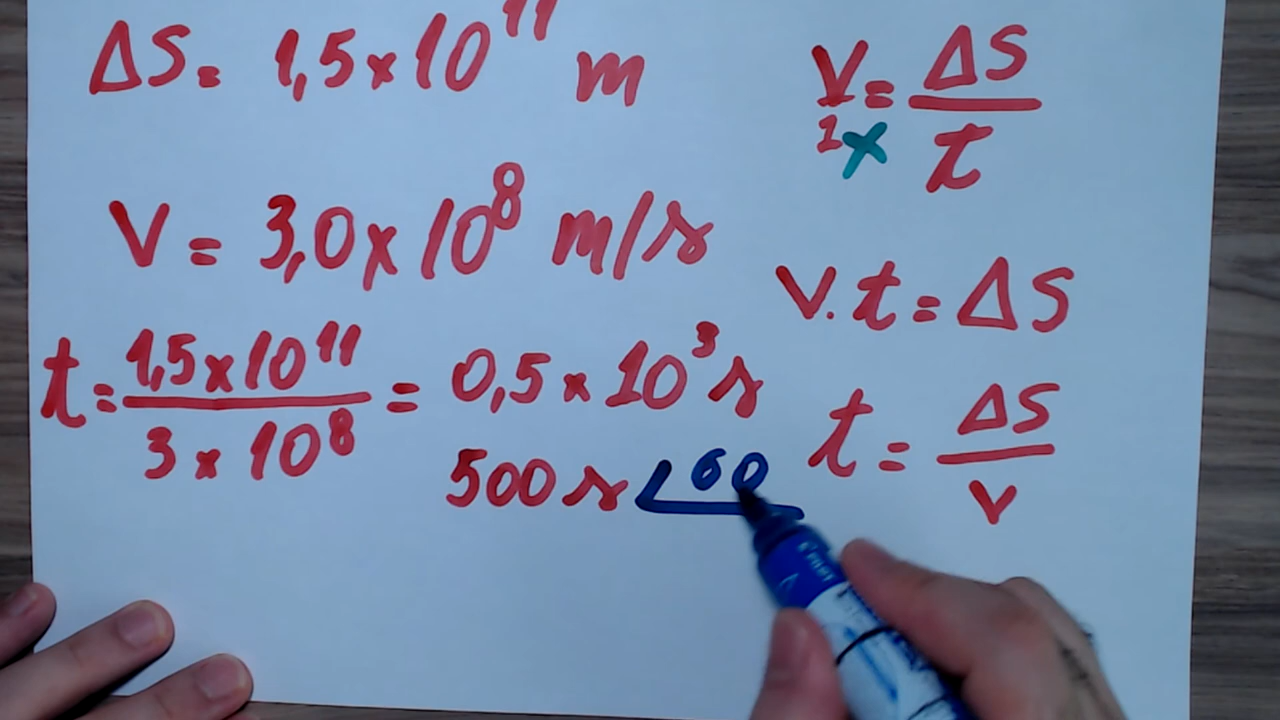 ΔS = 1,5 x 10¹¹ m
V = 3,0 x 10⁸ m/s
t = 1,5 x 10¹¹ / 3 x 10⁸ = 0,5 x 10³ s
500 s 60
V/1 x = ΔS/t
V . t = ΔS
t = ΔS/v